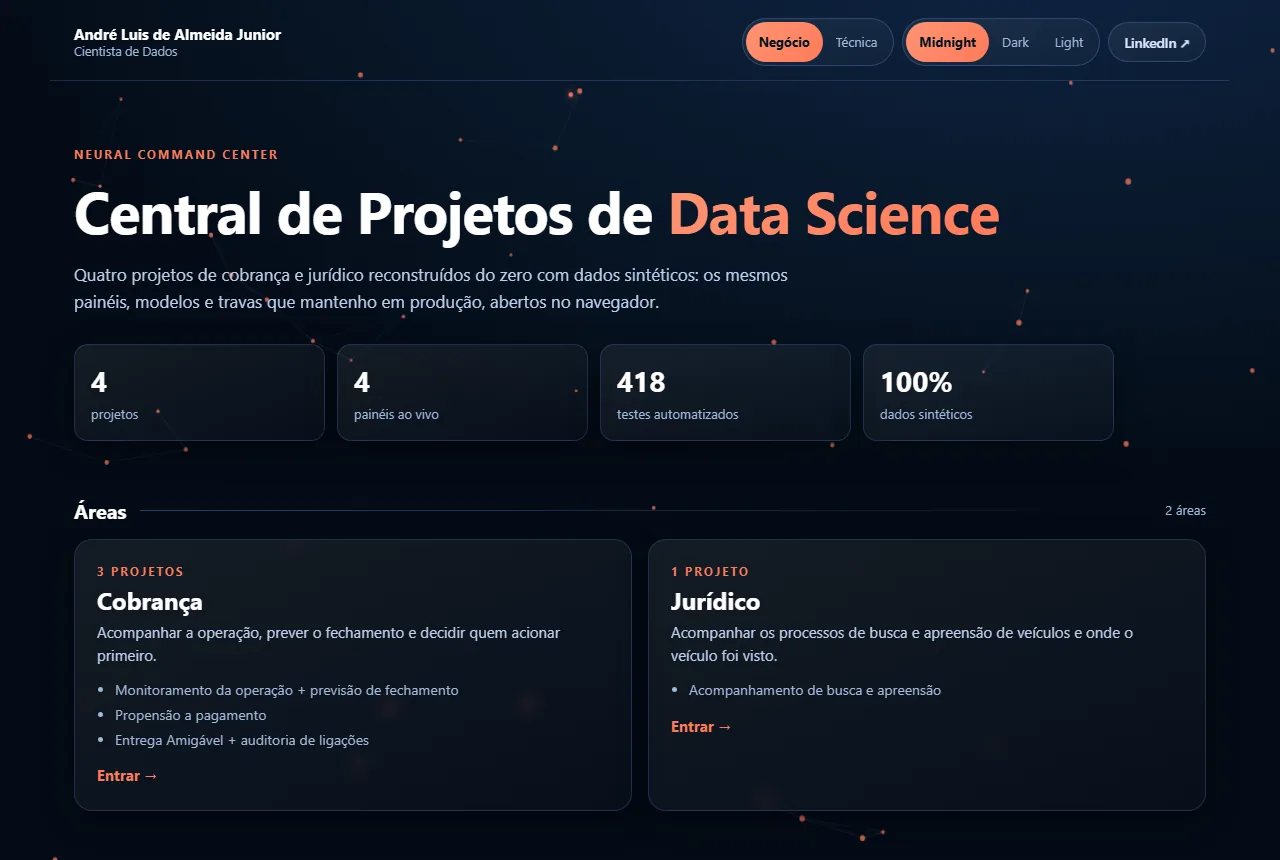 André Luis de Almeida Junior
Cientista de Dados
Negócio
Técnica
Midnight
Dark
Light
LinkedIn ↗
NEURAL COMMAND CENTER
Central de Projetos de Data Science
Quatro projetos de cobrança e jurídico reconstruídos do zero com dados sintéticos: os mesmos
painéis, modelos e travas que mantenho em produção, abertos no navegador.
4
projetos
4
painéis ao vivo
418
testes automatizados
100%
dados sintéticos
Áreas
2 áreas
3 PROJETOS
Cobrança
Acompanhar a operação, prever o fechamento e decidir quem acionar
primeiro.
• Monitoramento da operação + previsão de fechamento
• Propensão a pagamento
• Entrega Amigável + auditoria de ligações
Entrar →
1 PROJETO
Jurídico
Acompanhar os processos de busca e apreensão de veículos e onde o
veículo foi visto.
• Acompanhamento de busca e apreensão
Entrar →